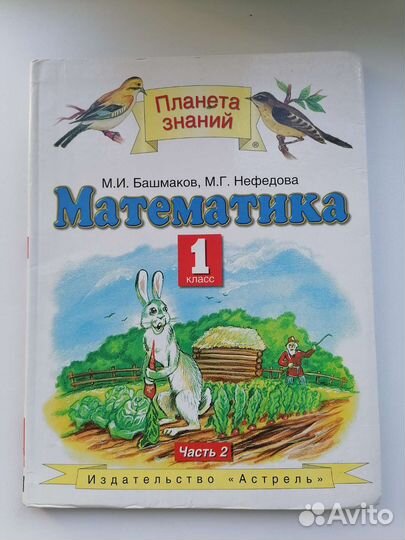 Планета
знаний
®
М.И. Башмаков, М.Г. Нефедова
Математика
1
класс
Часть 2
Издательство «Астрель»
Avito